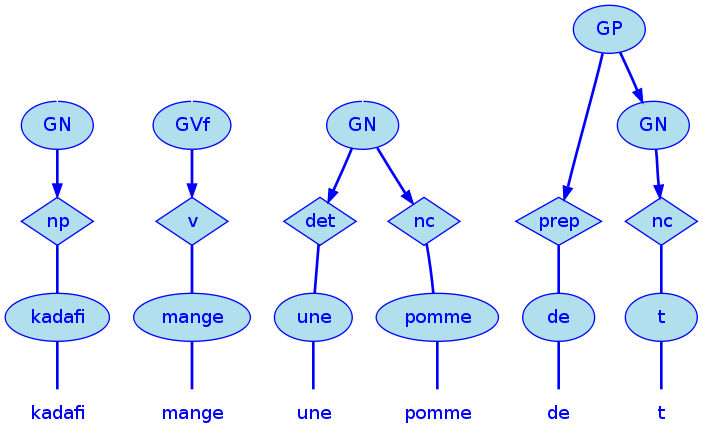 GP
GN GVf GN GN
np v det nc prep nc
kadafi mange une pomme de t
kadafi mange une pomme de t